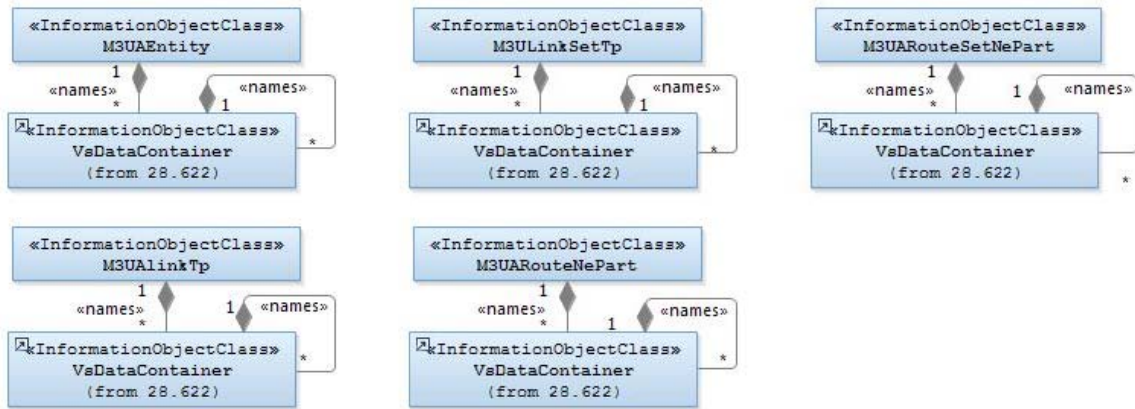 «InformationObjectClass»
M3UAEntity
1
«names»
*
«names»
1
«InformationObjectClass»
VsDataContainer
(from 28.622)
*
«InformationObjectClass»
M3ULinkSetTp
1
«names»
*
«names»
1
«InformationObjectClass»
VsDataContainer
(from 28.622)
*
«InformationObjectClass»
M3UARouteSetNePart
1
«names»
*
1
«names»
«InformationObjectClass»
VsDataContainer
(from 28.622)
*
«InformationObjectClass»
M3UAlinkTp
1
«names»
*
1
«names»
«InformationObjectClass»
VsDataContainer
(from 28.622)
*
«InformationObjectClass»
M3UARouteNePart
1
«names»
*
1
«names»
«InformationObjectClass»
VsDataContainer
(from 28.622)
*